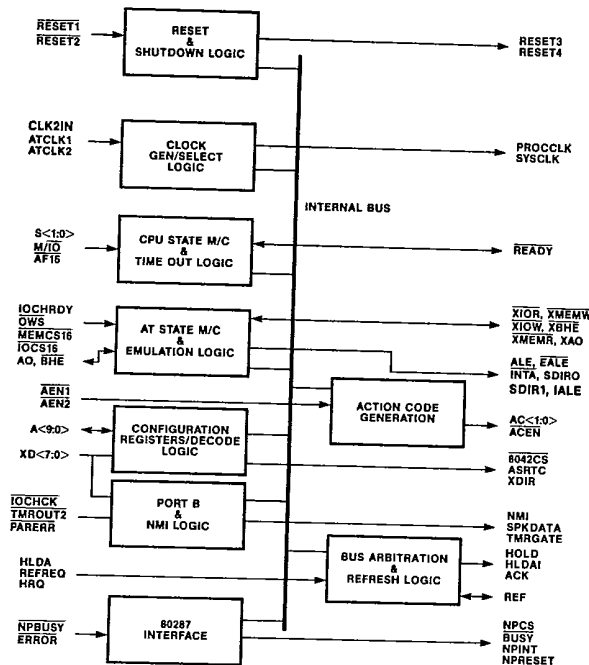 RESET1
RESET2
RESET
&
SHUTDOWN LOGIC
RESET3
RESET4
CLK2IN
ATCLK1
ATCLK2
CLOCK
GEN/SELECT
LOGIC
PROCCLK
SYSCLK
INTERNAL BUS
S<1:0>
M/IO
AF16
CPU STATE M/C
&
TIME OUT LOGIC
READY
IOCHRDY
OWS
MEMCS16
IOCS16
AO, BHE
AT STATE M/C
&
EMULATION LOGIC
XIOR, XMEMW
XIOW, XBHE
XMEMR, XAO
ALE, EALE
INTA, SDIRO
SDIR1, IALE
AEN1
AEN2
ACTION CODE
GENERATION
AC<1:0>
ACEN
A<9:0>
XD<7:0>
CONFIGURATION
REGISTERS/DECODE
LOGIC
8042CS
ASRTC
XDIR
IOCHCK
TMROUT2
PARERR
PORT B
&
NMI LOGIC
NMI
SPKDATA
TMRGATE
HLDA
REFREQ
HRQ
BUS ARBITRATION
&
REFRESH LOGIC
HOLD
HLDAI
ACK
REF
NPBUSY
ERROR
80287
INTERFACE
NPCS
BUSY
NPINT
NPRESET